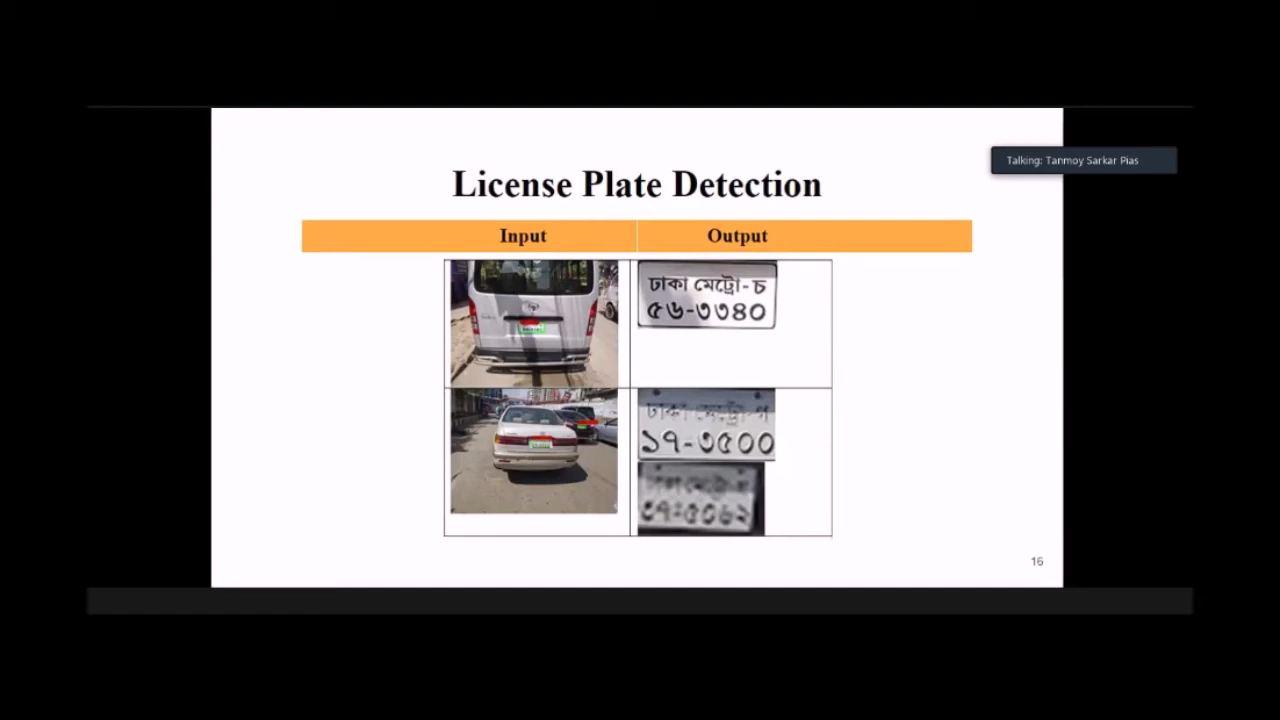 Talking: Tanmoy Sarkar Pias
License Plate Detection
Input
Output
ঢাকা মেট্রো-চ
৫৬-৩৩৪০
ঢাকা মেট্রো-গ
১৭-৩৫০০
ঢাকা মেট্রো
16